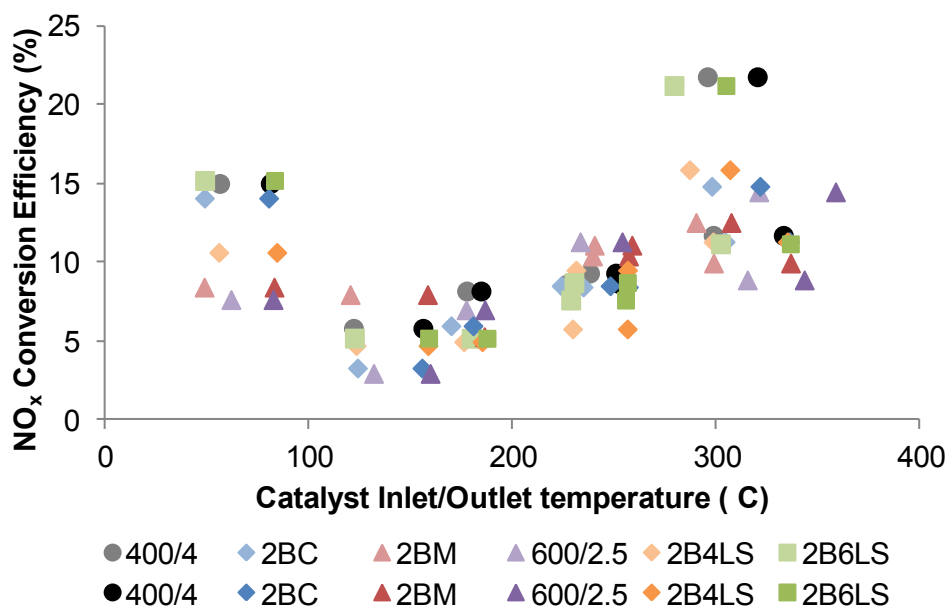 NOx Conversion Efficiency (%)
25
20
15
10
5
0
0 100 200 300 400
Catalyst Inlet/Outlet temperature ( C)
400/4 2BC 2BM 600/2.5 2B4LS 2B6LS
400/4 2BC 2BM 600/2.5 2B4LS 2B6LS